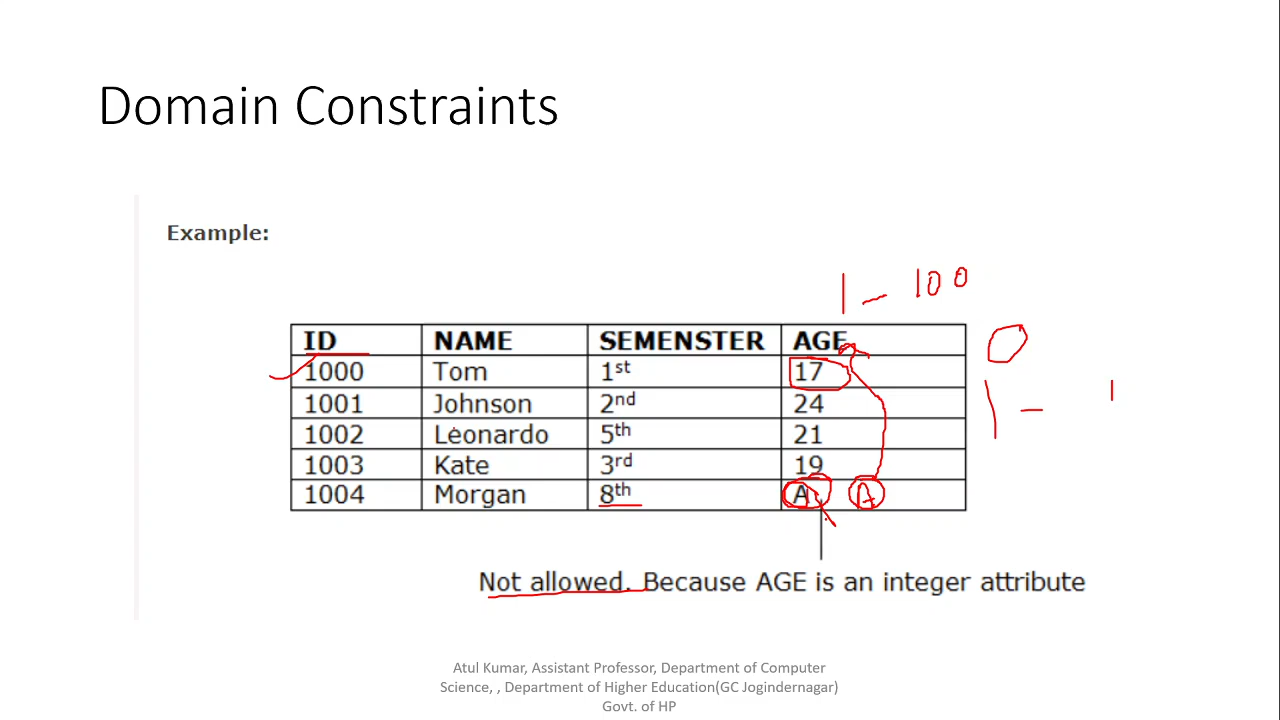 Domain Constraints
Example:
1 – 100
ID NAME SEMENSTER AGE
1000 Tom 1st 17
1001 Johnson 2nd 24
1002 Leonardo 5th 21
1003 Kate 3rd 19
1004 Morgan 8th A A
Not allowed. Because AGE is an integer attribute
Atul Kumar, Assistant Professor, Department of Computer
Science, , Department of Higher Education(GC Jogindernagar)
Govt. of HP